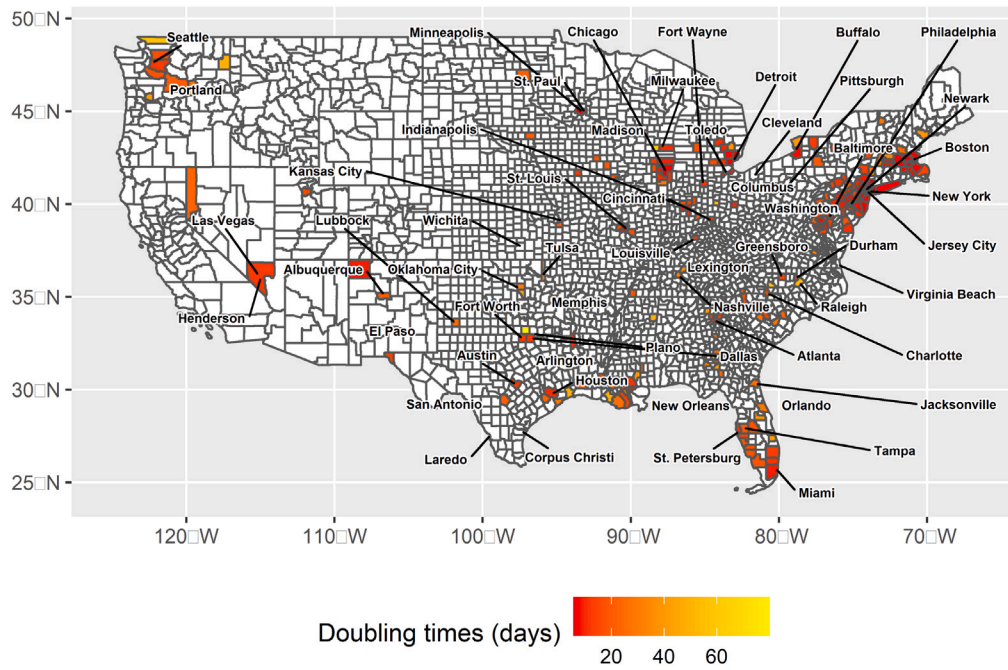 50□N
45□N
40□N
35□N
30□N
25□N
Seattle
Minneapolis
Chicago
Fort Wayne
Buffalo
Philadelphia
Portland
St. Paul
Milwaukee
Detroit
Pittsburgh
Newark
Indianapolis
Madison
Toledo
Cleveland
Baltimore
Boston
Kansas City
St. Louis
Columbus
New York
Las Vegas
Lubbock
Wichita
Cincinnati
Washington
Jersey City
Albuquerque
Oklahoma City
Tulsa
Louisville
Greensboro
Durham
Lexington
Virginia Beach
Henderson
Fort Worth
Memphis
Nashville
Raleigh
El Paso
Plano
Austin
Arlington
Dallas
Atlanta
Charlotte
San Antonio
Houston
New Orleans
Orlando
Jacksonville
Laredo
Corpus Christi
St. Petersburg
Tampa
Miami
120□W
110□W
100□W
90□W
80□W
70□W
Doubling times (days)
20
40
60